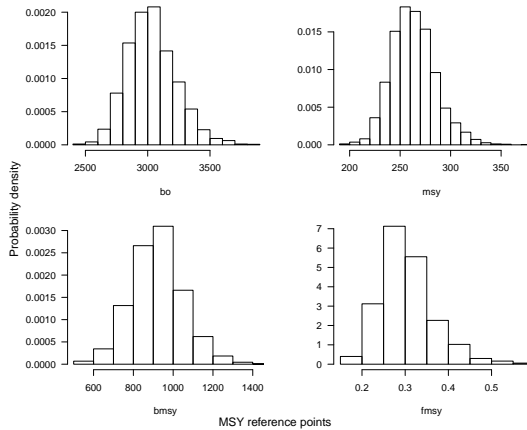 0.0020
0.0015
0.0010
0.0005
0.0000
2500 3000 3500
bo
0.015
0.010
0.005
0.000
200 250 300 350
msy
Probability density
0.0030
0.0025
0.0020
0.0015
0.0010
0.0005
0.0000
600 800 1000 1200 1400
bmsy
7
6
5
4
3
2
1
0
0.2 0.3 0.4 0.5
fmsy
MSY reference points